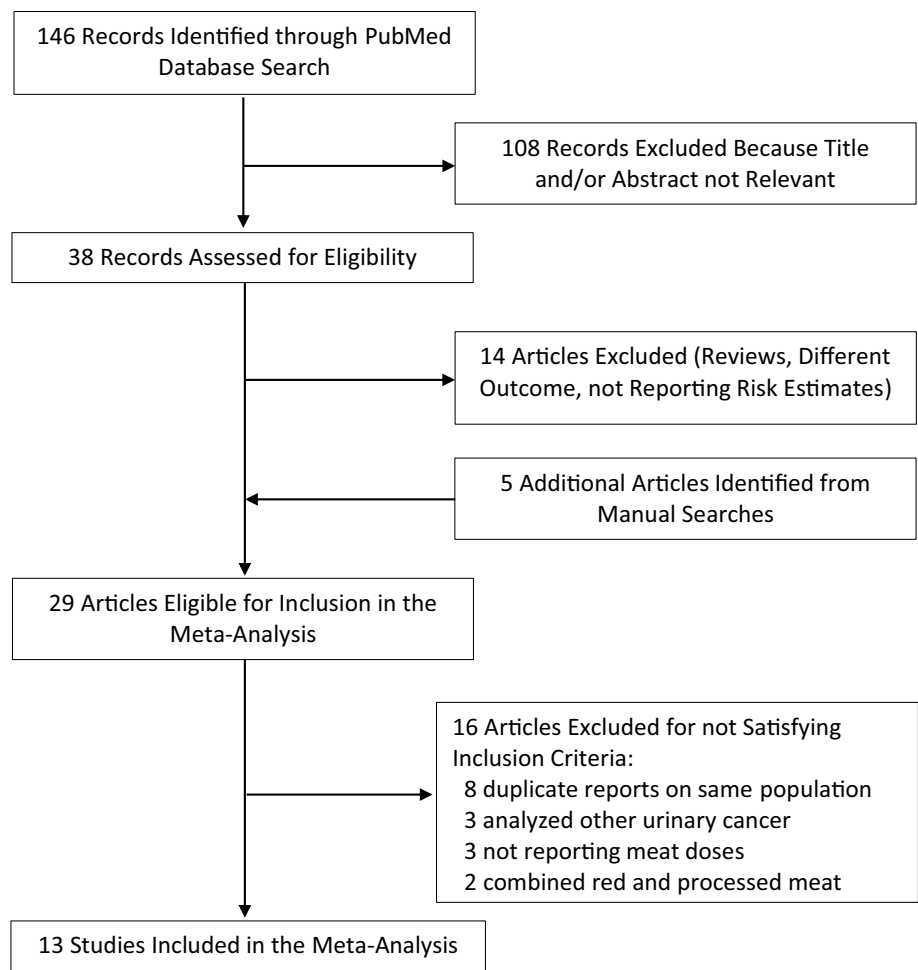 146 Records Identified through PubMed
Database Search
108 Records Excluded Because Title
and/or Abstract not Relevant
38 Records Assessed for Eligibility
14 Articles Excluded (Reviews, Different
Outcome, not Reporting Risk Estimates)
5 Additional Articles Identified from
Manual Searches
29 Articles Eligible for Inclusion in the
Meta-Analysis
16 Articles Excluded for not Satisfying
Inclusion Criteria:
8 duplicate reports on same population
3 analyzed other urinary cancer
3 not reporting meat doses
2 combined red and processed meat
13 Studies Included in the Meta-Analysis